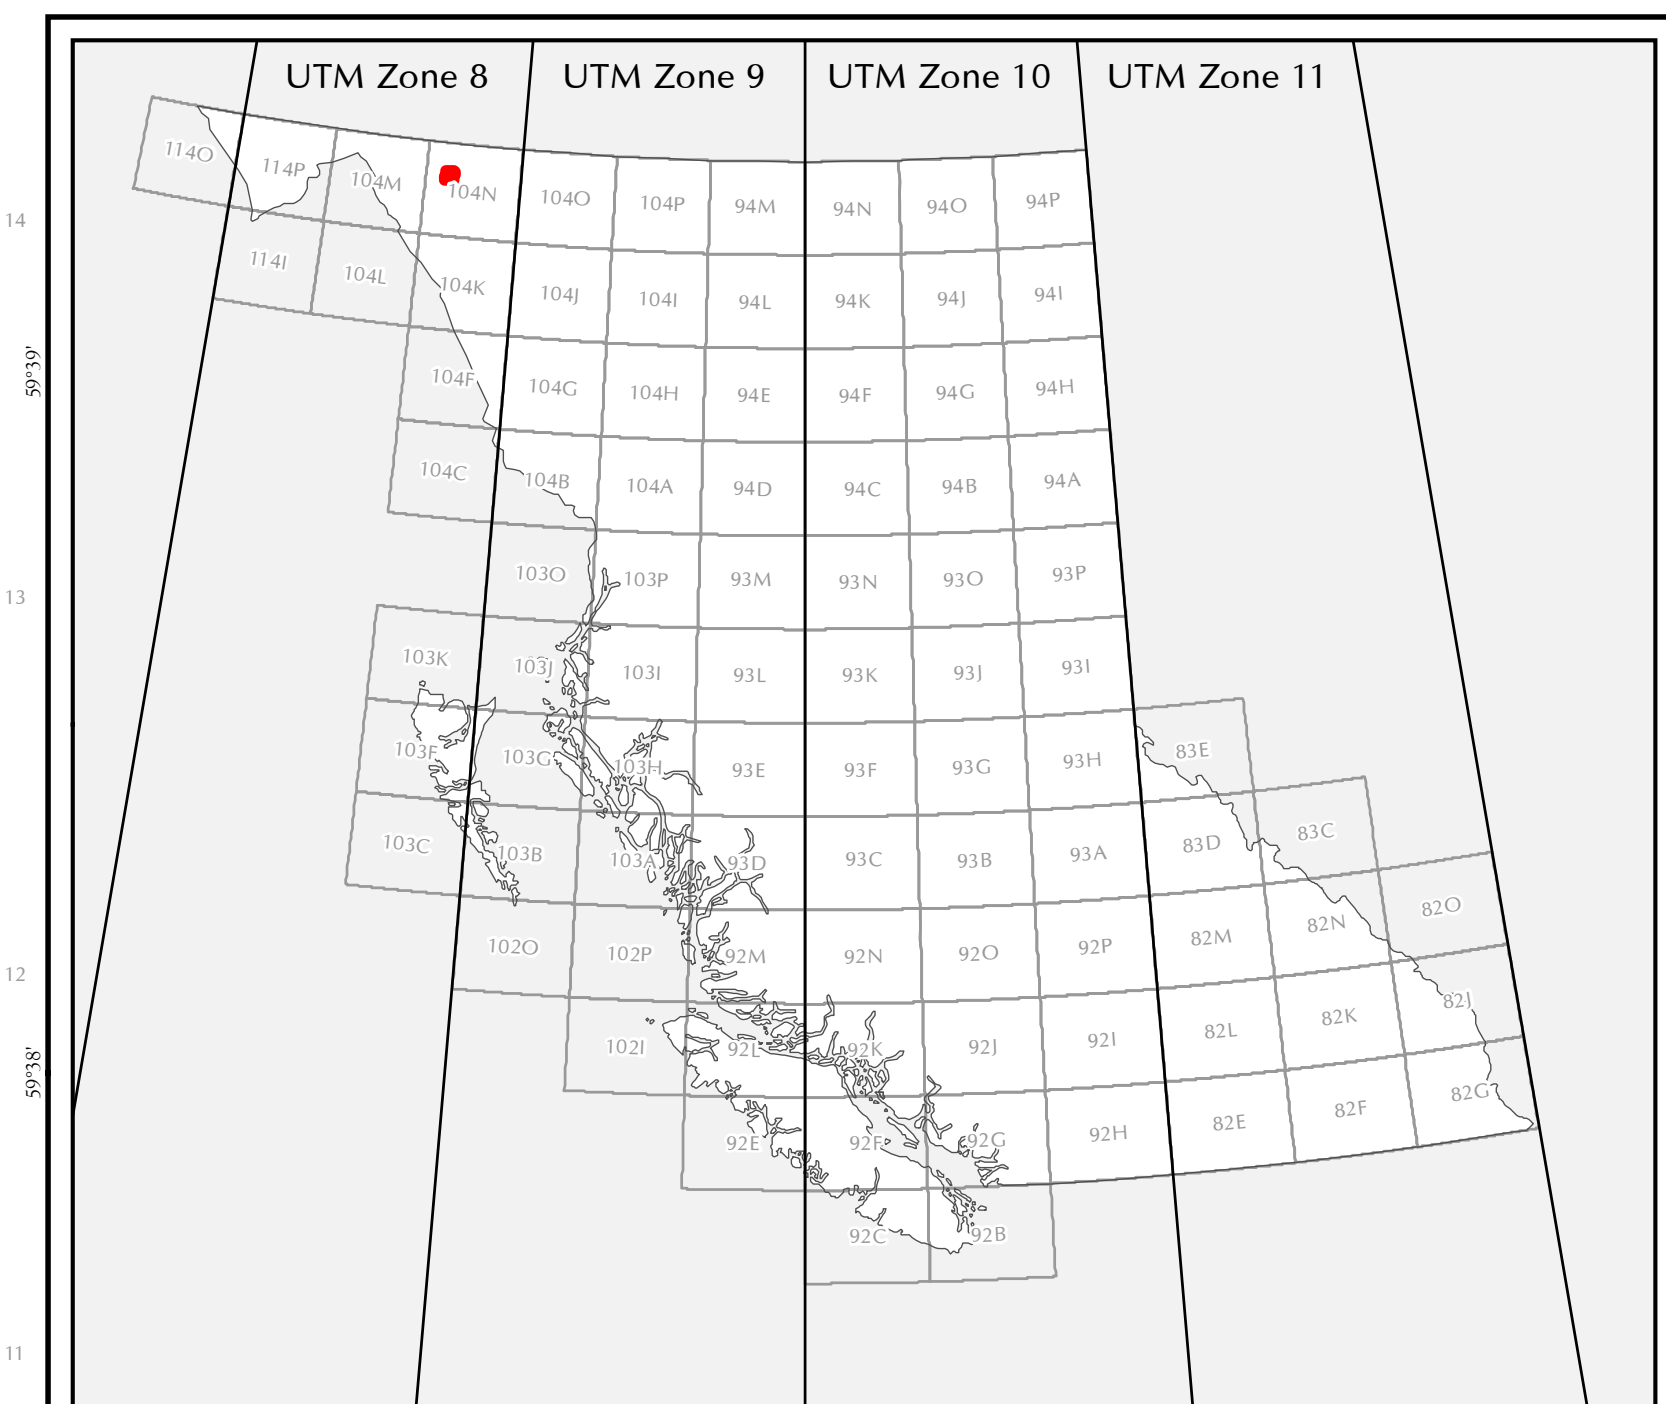 UTM Zone 8 UTM Zone 9 UTM Zone 10 UTM Zone 11
114O 114P 104M 104N 104O 104P 94M 94N 94O 94P
14
114I 104L 104K 104J 104I 94L 94K 94J 94I
59°39'
104F 104G 104H 94E 94F 94G 94H
104C 104B 104A 94D 94C 94B 94A
103O 103P 93M 93N 93O 93P
13
103K 103J 103I 93L 93K 93J 93I
103F 103G 103H 93E 93F 93G 93H 83E
103C 103B 103A 93D 93C 93B 93A 83D 83C
102O 102P 92M 92N 92O 92P 82M 82N 82O
12
102I 92L 92K 92J 92I 82L 82K 82J
59°38'
92E 92F 92G 92H 82E 82F 82G
92C 92B
11